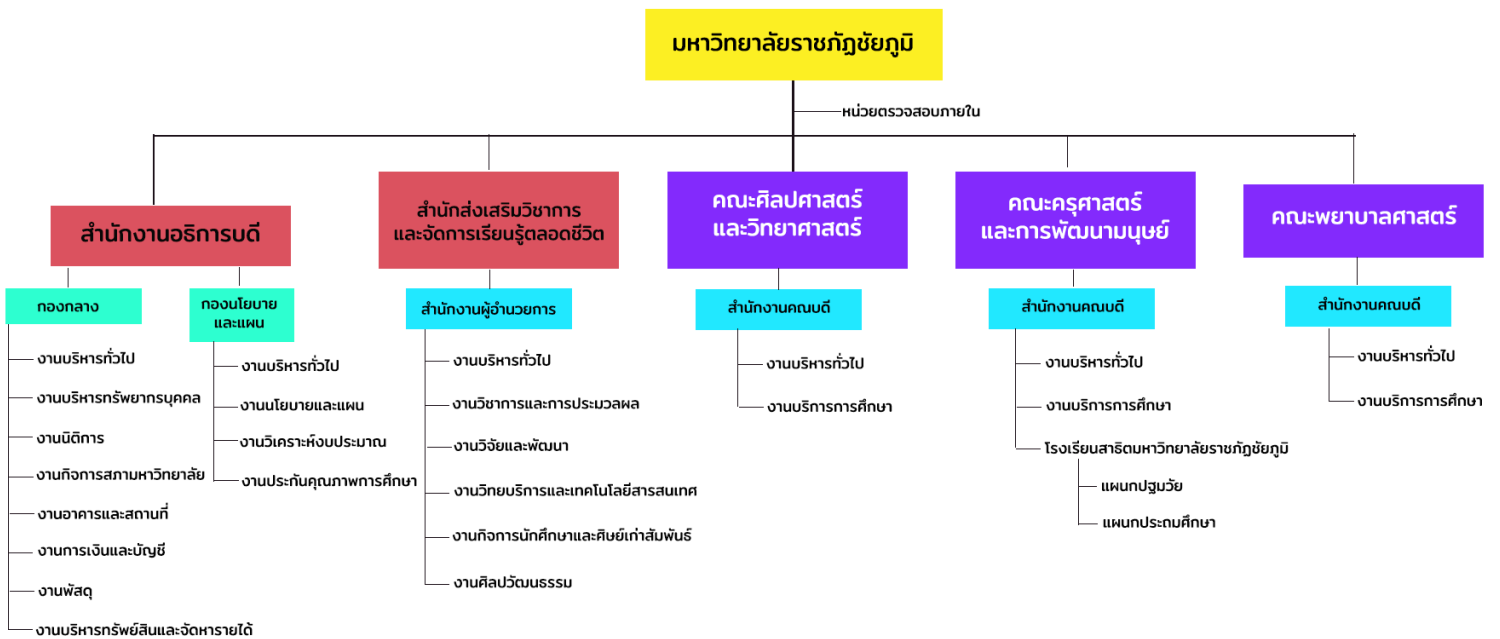 มหาวิทยาลัยราชภัฏชัยภูมิ
หน่วยตรวจสอบภายใน
สำนักงานอธิการบดี
กองกลาง
งานบริหารทั่วไป
งานบริหารทรัพยากรบุคคล
งานนิติการ
งานกิจการสภามหาวิทยาลัย
งานอาคารและสถานที่
งานการเงินและบัญชี
งานพัสดุ
งานบริหารทรัพย์สินและจัดหารายได้
กองนโยบาย
และแผน
งานบริหารทั่วไป
งานนโยบายและแผน
งานวิเคราะห์งบประมาณ
งานประกันคุณภาพการศึกษา
สำนักส่งเสริมวิชาการ
และจัดการเรียนรู้ตลอดชีวิต
สำนักงานผู้อำนวยการ
งานบริหารทั่วไป
งานวิชาการและการประมวลผล
งานวิจัยและพัฒนา
งานวิทยบริการและเทคโนโลยีสารสนเทศ
งานกิจการนักศึกษาและศิษย์เก่าสัมพันธ์
งานศิลปวัฒนธรรม
คณะศิลปศาสตร์
และวิทยาศาสตร์
สำนักงานคณบดี
งานบริหารทั่วไป
งานบริการการศึกษา
คณะครุศาสตร์
และการพัฒนามนุษย์
สำนักงานคณบดี
งานบริหารทั่วไป
งานบริการการศึกษา
โรงเรียนสาธิตมหาวิทยาลัยราชภัฏชัยภูมิ
แผนกปฐมวัย
แผนกประถมศึกษา
คณะพยาบาลศาสตร์
สำนักงานคณบดี
งานบริหารทั่วไป
งานบริการการศึกษา